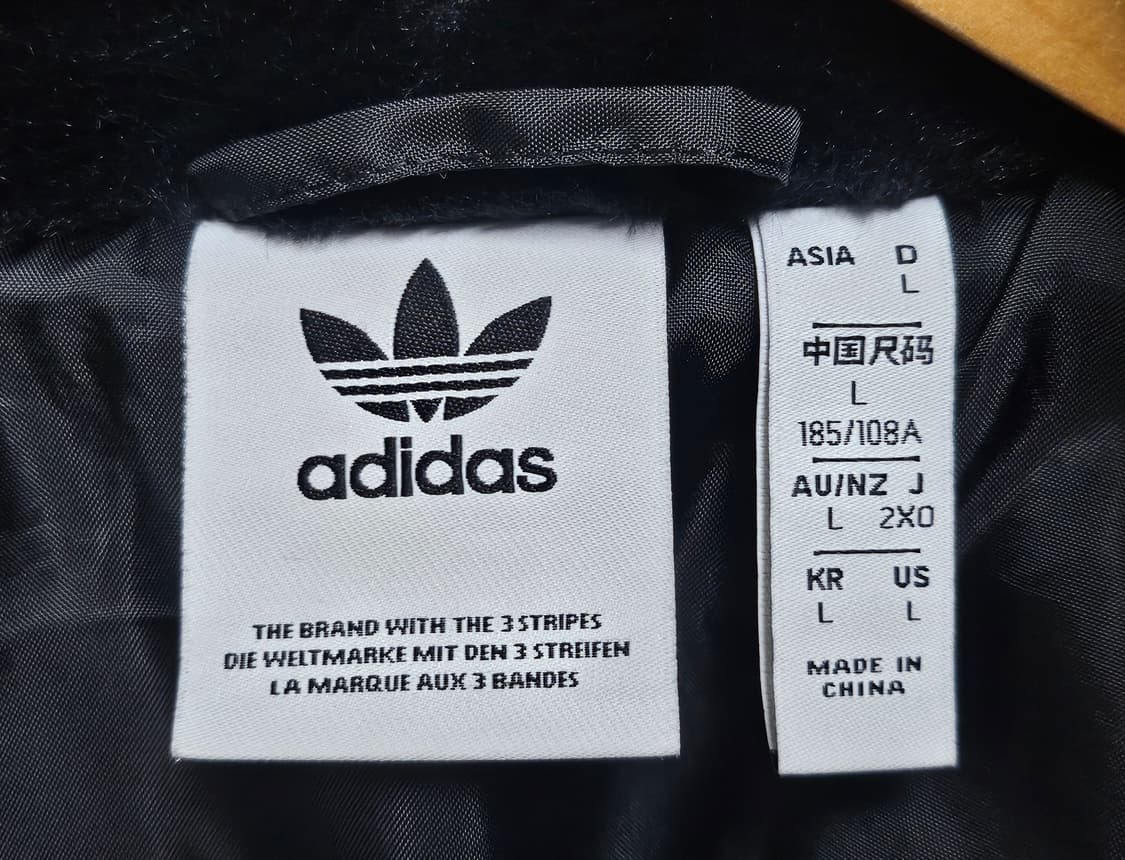 adidas
THE BRAND WITH THE 3 STRIPES
DIE WELTMARKE MIT DEN 3 STREIFEN
LA MARQUE AUX 3 BANDES
ASIA D
L
中国尺码
L
185/108A
AU/NZ J
L 2XO
KR US
L L
MADE IN
CHINA